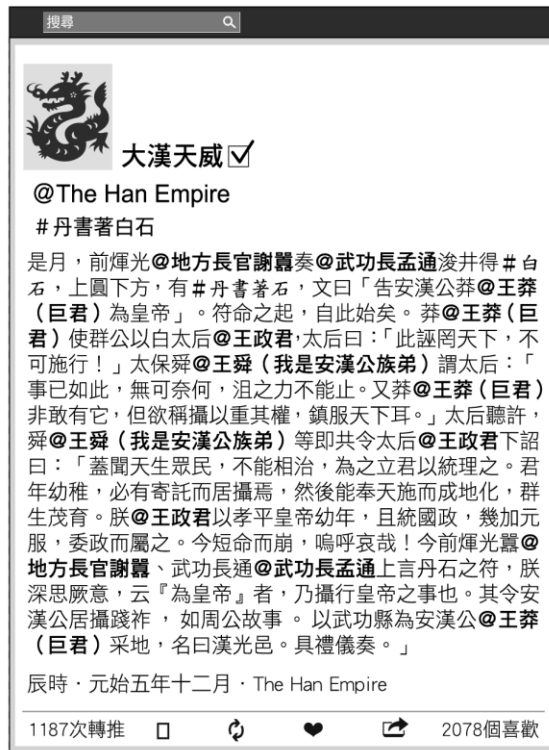 搜尋
大漢天威
@The Han Empire
#丹書著白石
是月，前煇光@地方長官謝囂奏@武功長孟通浚井得#白
石，上圓下方，有#丹書著石，文曰「告安漢公莽@王莽
（巨君）為皇帝」。符命之起，自此始矣。莽@王莽（巨
君）使群公以白太后@王政君，太后曰：「此誣罔天下，不
可施行！」太保舜@王舜（我是安漢公族弟）謂太后：「
事已如此，無可奈何，沮之力不能止。又莽@王莽（巨君）
非敢有它，但欲稱攝以重其權，鎮服天下耳。」太后聽許，
舜@王舜（我是安漢公族弟）等即共令太后@王政君下詔
曰：「蓋聞天生眾民，不能相治，為之立君以統理之。君
年幼稚，必有寄託而居攝焉，然後能奉天施而成地化，群
生茂育。朕@王政君以孝平皇帝幼年，且統國政，幾加元
服，委政而屬之。今短命而崩，嗚呼哀哉！今前煇光囂@
地方長官謝囂、武功長通@武功長孟通上言丹石之符，朕
深思厥意，云『為皇帝』者，乃攝行皇帝之事也。其令安
漢公居攝踐祚，如周公故事。以武功縣為安漢公@王莽
（巨君）采地，名曰漢光邑。具禮儀奏。」
辰時·元始五年十二月·The Han Empire
1187次轉推 2078個喜歡